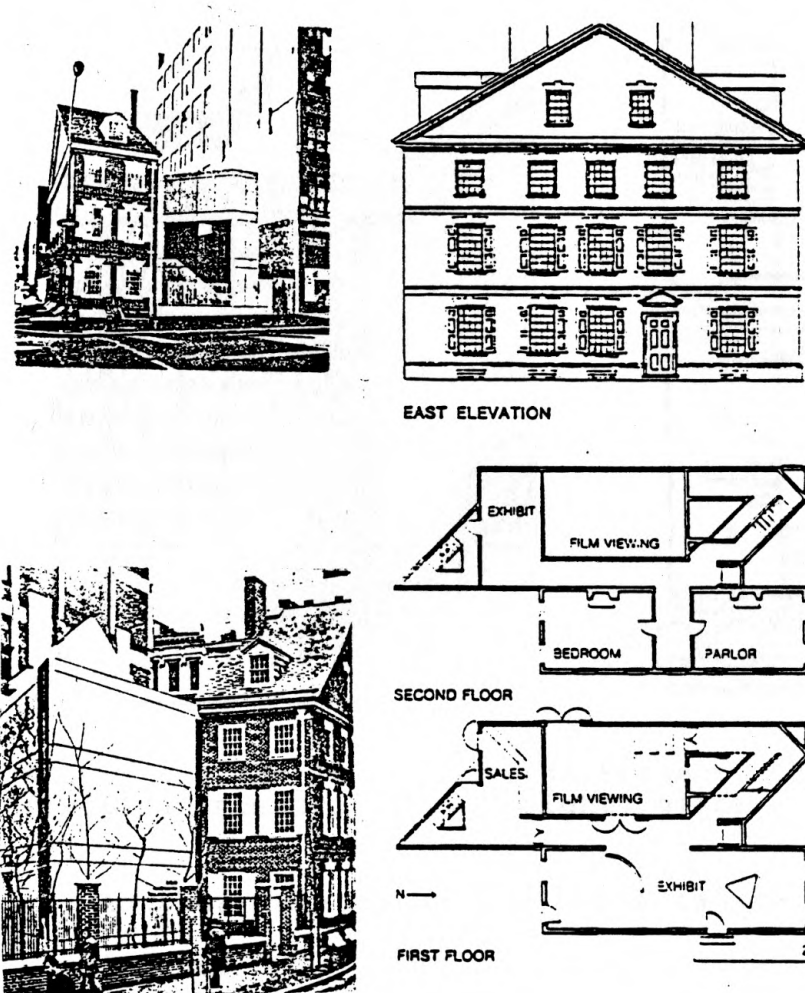 EAST ELEVATION
EXHIBIT
FILM VIEWING
BEDROOM
PARLOR
SECOND FLOOR
SALES
FILM VIEWING
N
EXHIBIT
FIRST FLOOR